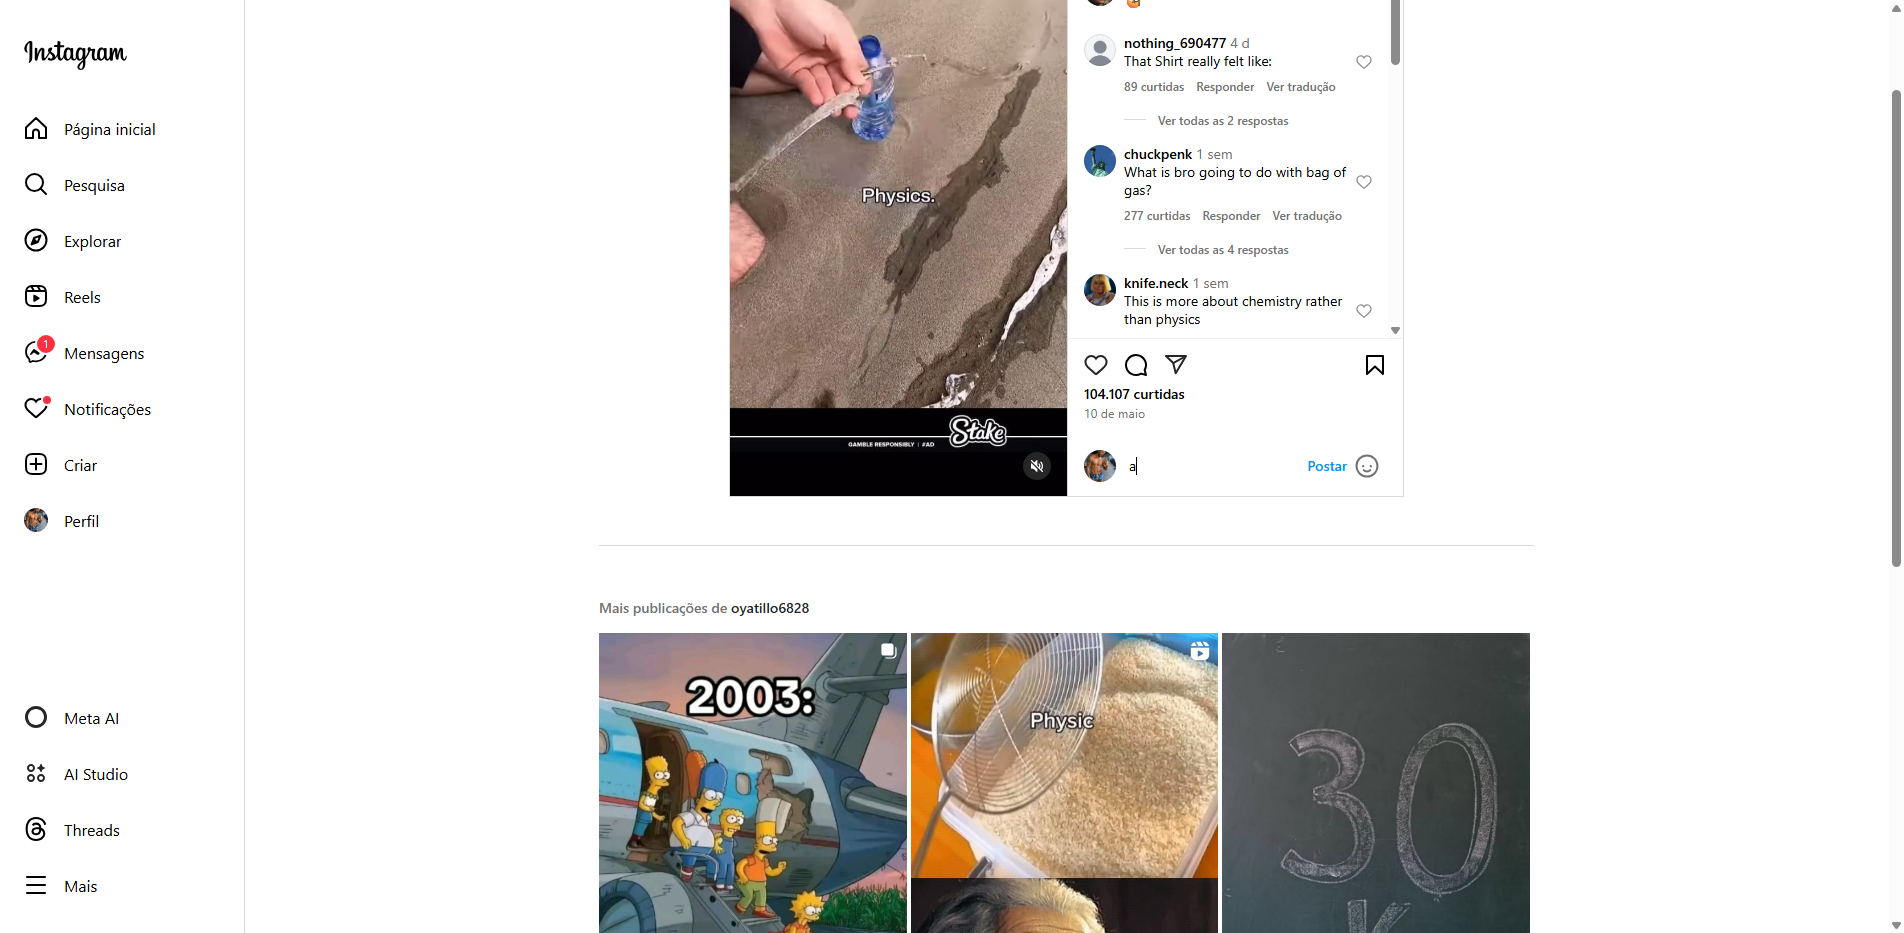 Instagram
Página inicial
Pesquisa
Explorar
Reels
1
Mensagens
Notificações
Criar
Perfil
Meta AI
AI Studio
Threads
Mais
Physics.
Stake
GAMBLE RESPONSIBLY | #AD
nothing_690477 4 d
That Shirt really felt like:
89 curtidas Responder Ver tradução
Ver todas as 2 respostas
chuckpenk 1 sem
What is bro going to do with bag of
gas?
277 curtidas Responder Ver tradução
Ver todas as 4 respostas
knife.neck 1 sem
This is more about chemistry rather
than physics
104.107 curtidas
10 de maio
a
Postar
Mais publicações de oyatillo6828
2003:
Physic
30